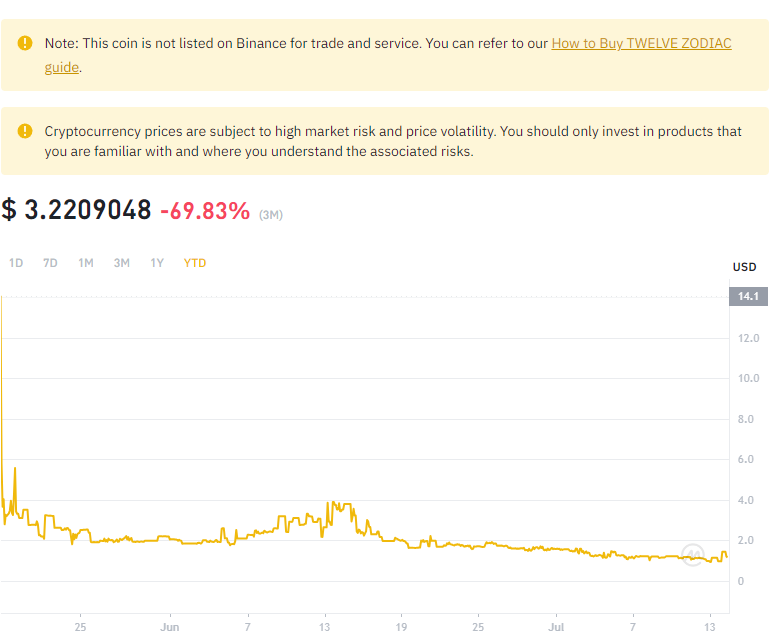 Note: This coin is not listed on Binance for trade and service. You can refer to our How to Buy TWELVE ZODIAC
guide.
Cryptocurrency prices are subject to high market risk and price volatility. You should only invest in products that
you are familiar with and where you understand the associated risks.
$ 3.2209048 -69.83% (3M)
1D 7D 1M 3M 1Y YTD
USD
14.1
12.0
10.0
8.0
6.0
4.0
2.0
0
25 Jun 7 13 19 25 Jul 7 13